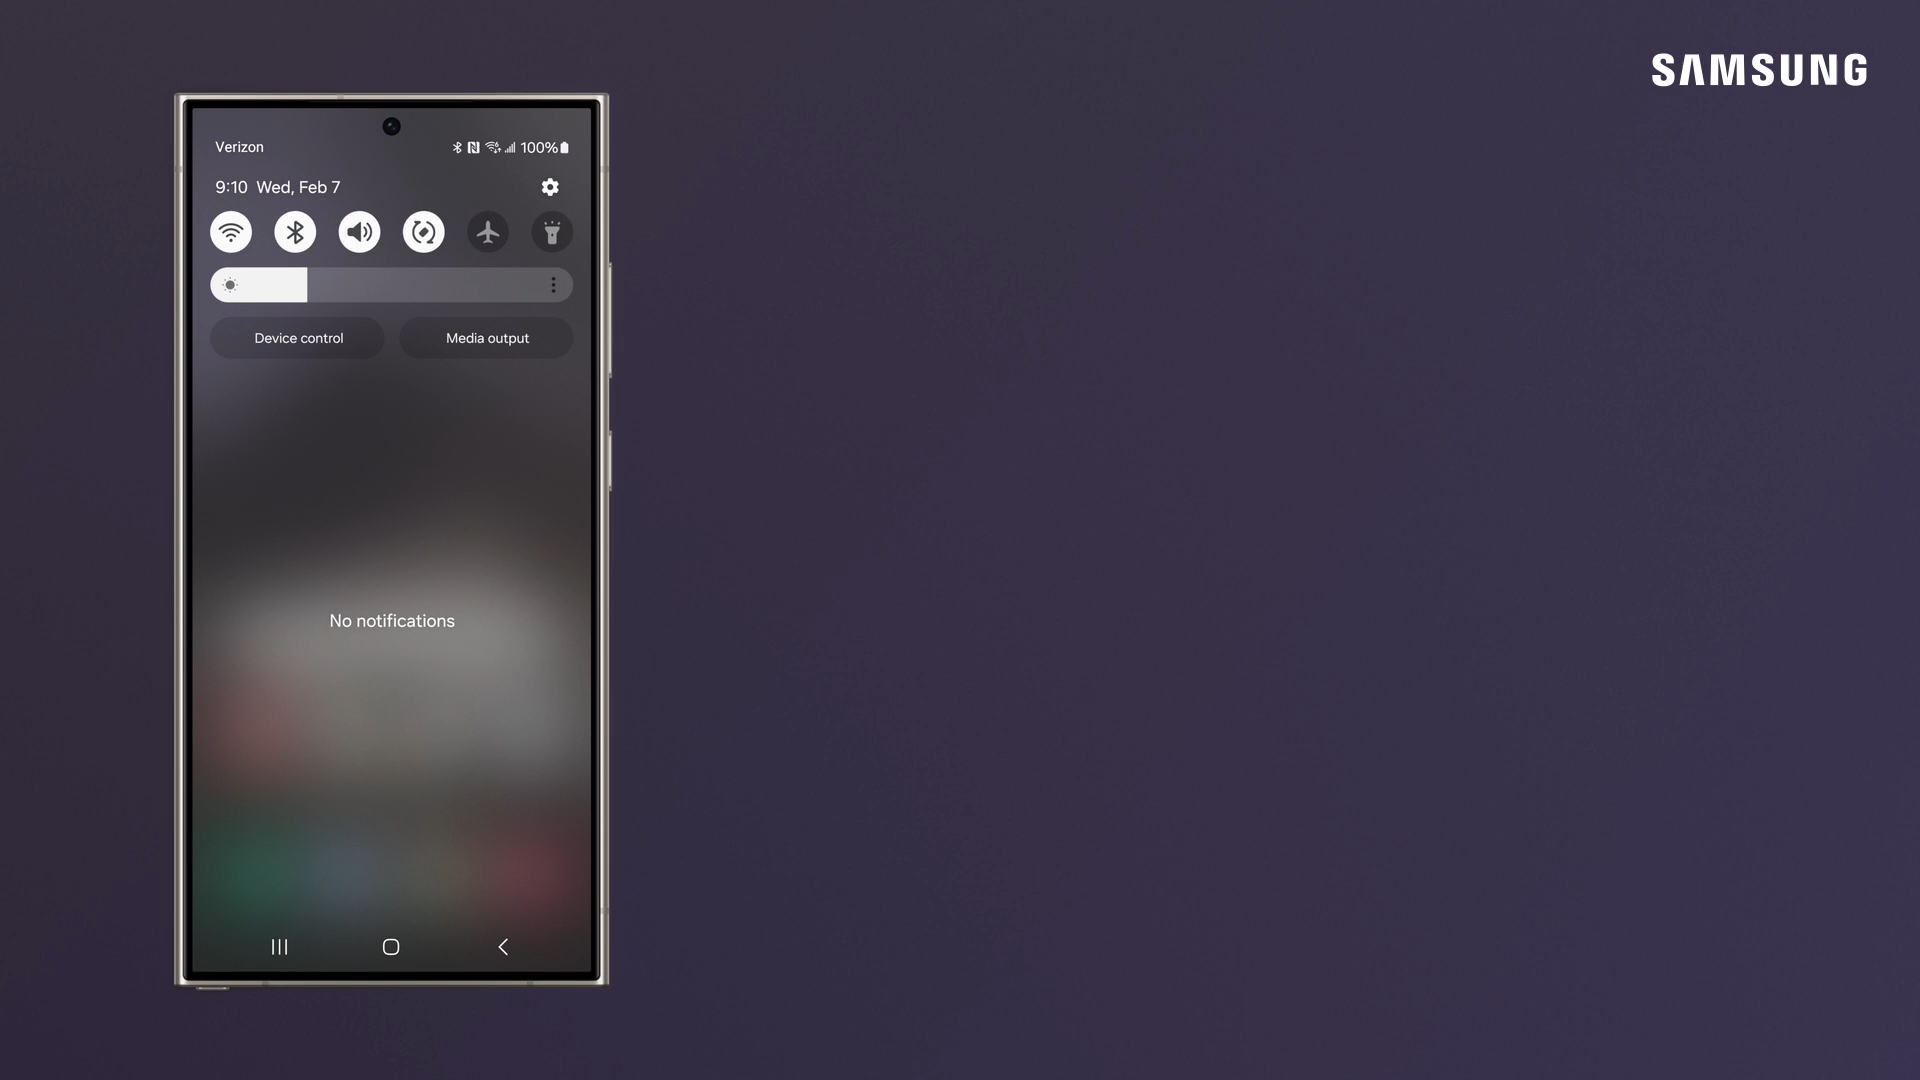 SAMSUNG
Verizon 100%
9:10 Wed, Feb 7
Device control Media output
No notifications